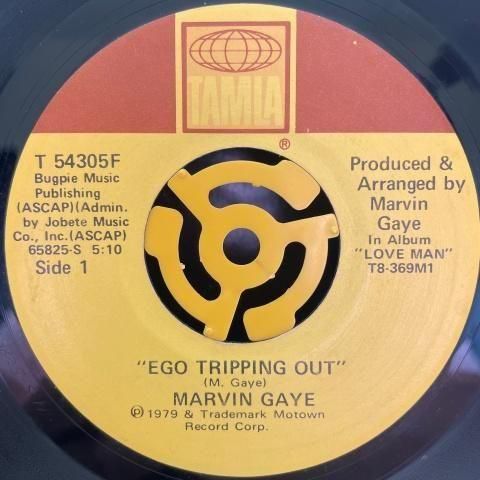 TAMLA
®
T 54305F
Bugpie Music
Publishing
(ASCAP)(Admin.
by Jobete Music
Co., Inc.(ASCAP)
65825-S 5:10
Side 1
Produced &
Arranged by
Marvin
Gaye
In Album
"LOVE MAN"
T8-369M1
"EGO TRIPPING OUT"
(M. Gaye)
MARVIN GAYE
℗ 1979 & Trademark Motown
Record Corp.